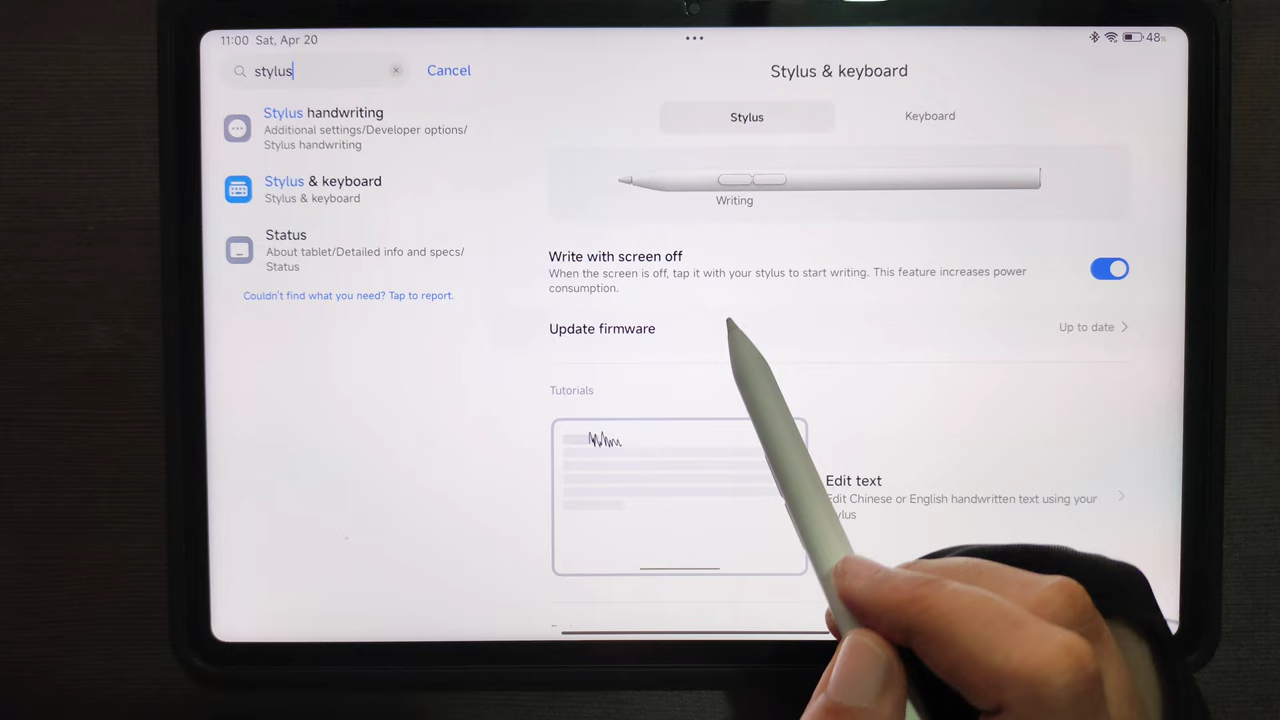 11:00 Sat, Apr 20
48%
stylus
Cancel
Stylus handwriting
Additional settings/Developer options/
Stylus handwriting
Stylus & keyboard
Stylus & keyboard
Status
About tablet/Detailed info and specs/
Status
Couldn't find what you need? Tap to report.
Stylus & keyboard
Stylus
Keyboard
Writing
Write with screen off
When the screen is off, tap it with your stylus to start writing. This feature increases power
consumption.
Update firmware
Up to date
Tutorials
Edit text
Edit Chinese or English handwritten text using your
stylus